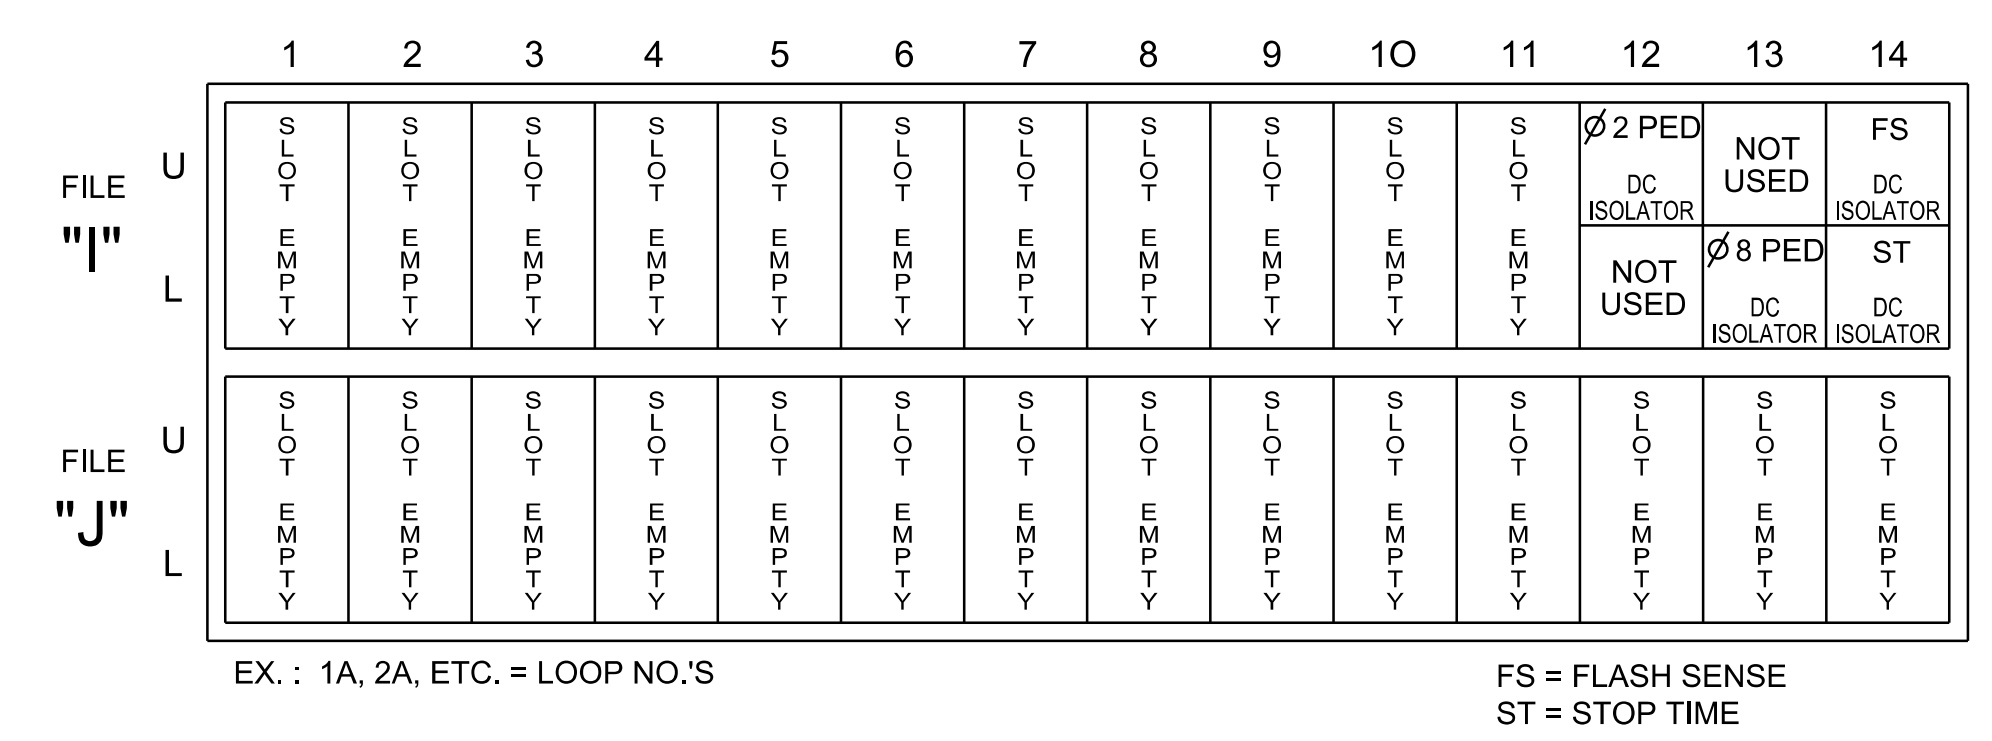 1 2 3 4 5 6 7 8 9 10 11 12 13 14
FILE "I"
U
L
SLOT EMPTY
SLOT EMPTY
SLOT EMPTY
SLOT EMPTY
SLOT EMPTY
SLOT EMPTY
SLOT EMPTY
SLOT EMPTY
SLOT EMPTY
SLOT EMPTY
SLOT EMPTY
Ø 2 PED
DC
ISOLATOR
NOT
USED
NOT
USED
Ø 8 PED
DC
ISOLATOR
FS
DC
ISOLATOR
ST
DC
ISOLATOR
FILE "J"
U
L
SLOT EMPTY
SLOT EMPTY
SLOT EMPTY
SLOT EMPTY
SLOT EMPTY
SLOT EMPTY
SLOT EMPTY
SLOT EMPTY
SLOT EMPTY
SLOT EMPTY
SLOT EMPTY
SLOT EMPTY
SLOT EMPTY
SLOT EMPTY
EX. : 1A, 2A, ETC. = LOOP NO.'S
FS = FLASH SENSE
ST = STOP TIME